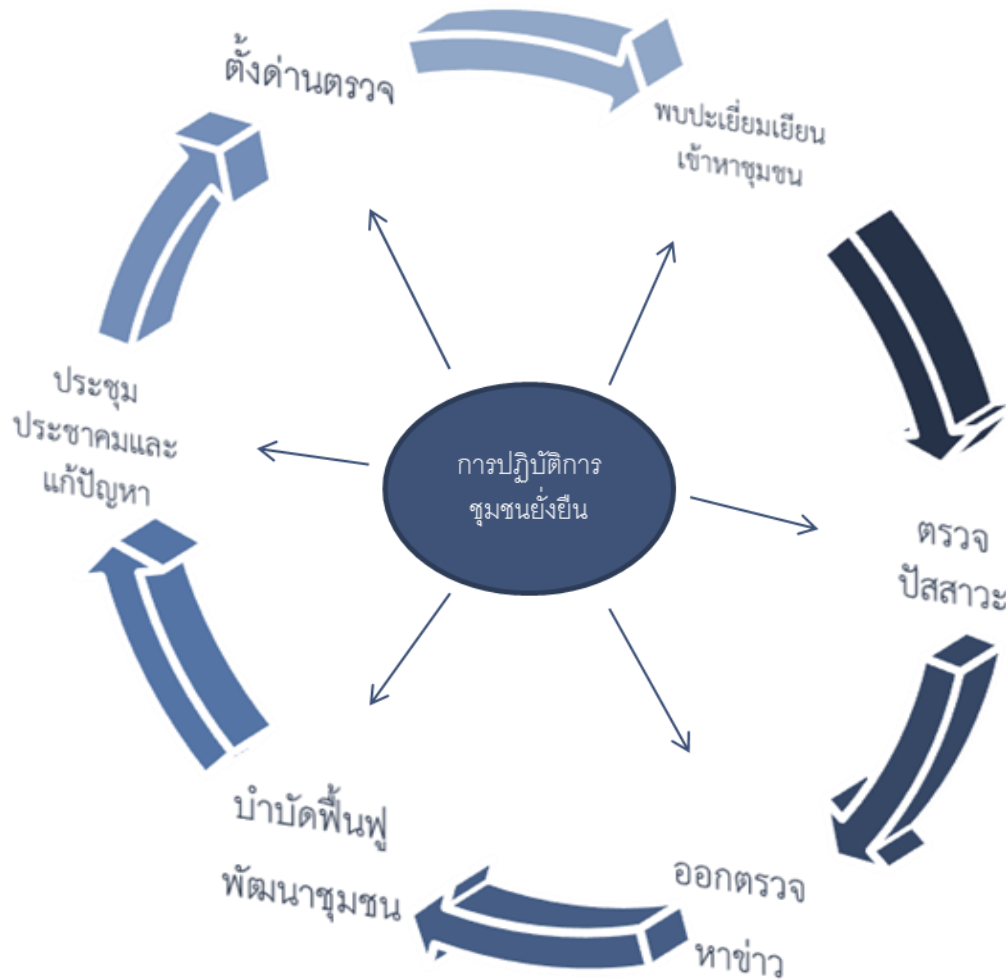 ตั้งด่านตรวจ
พบปะเยี่ยมเยียน
เข้าหาชุมชน
ตรวจ
ปัสสาวะ
ออกตรวจ
หาข่าว
บำบัดฟื้นฟู
พัฒนาชุมชน
ประชุม
ประชาคมและ
แก้ปัญหา
การปฏิบัติการ
ชุมชนยั่งยืน